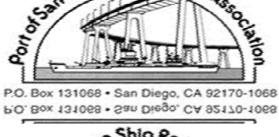 Port of San
Association
P.O. Box 131068 • San Diego, CA 92170-1068
P.O. Box 131068 • San Diego, CA 92170-1068
Ship